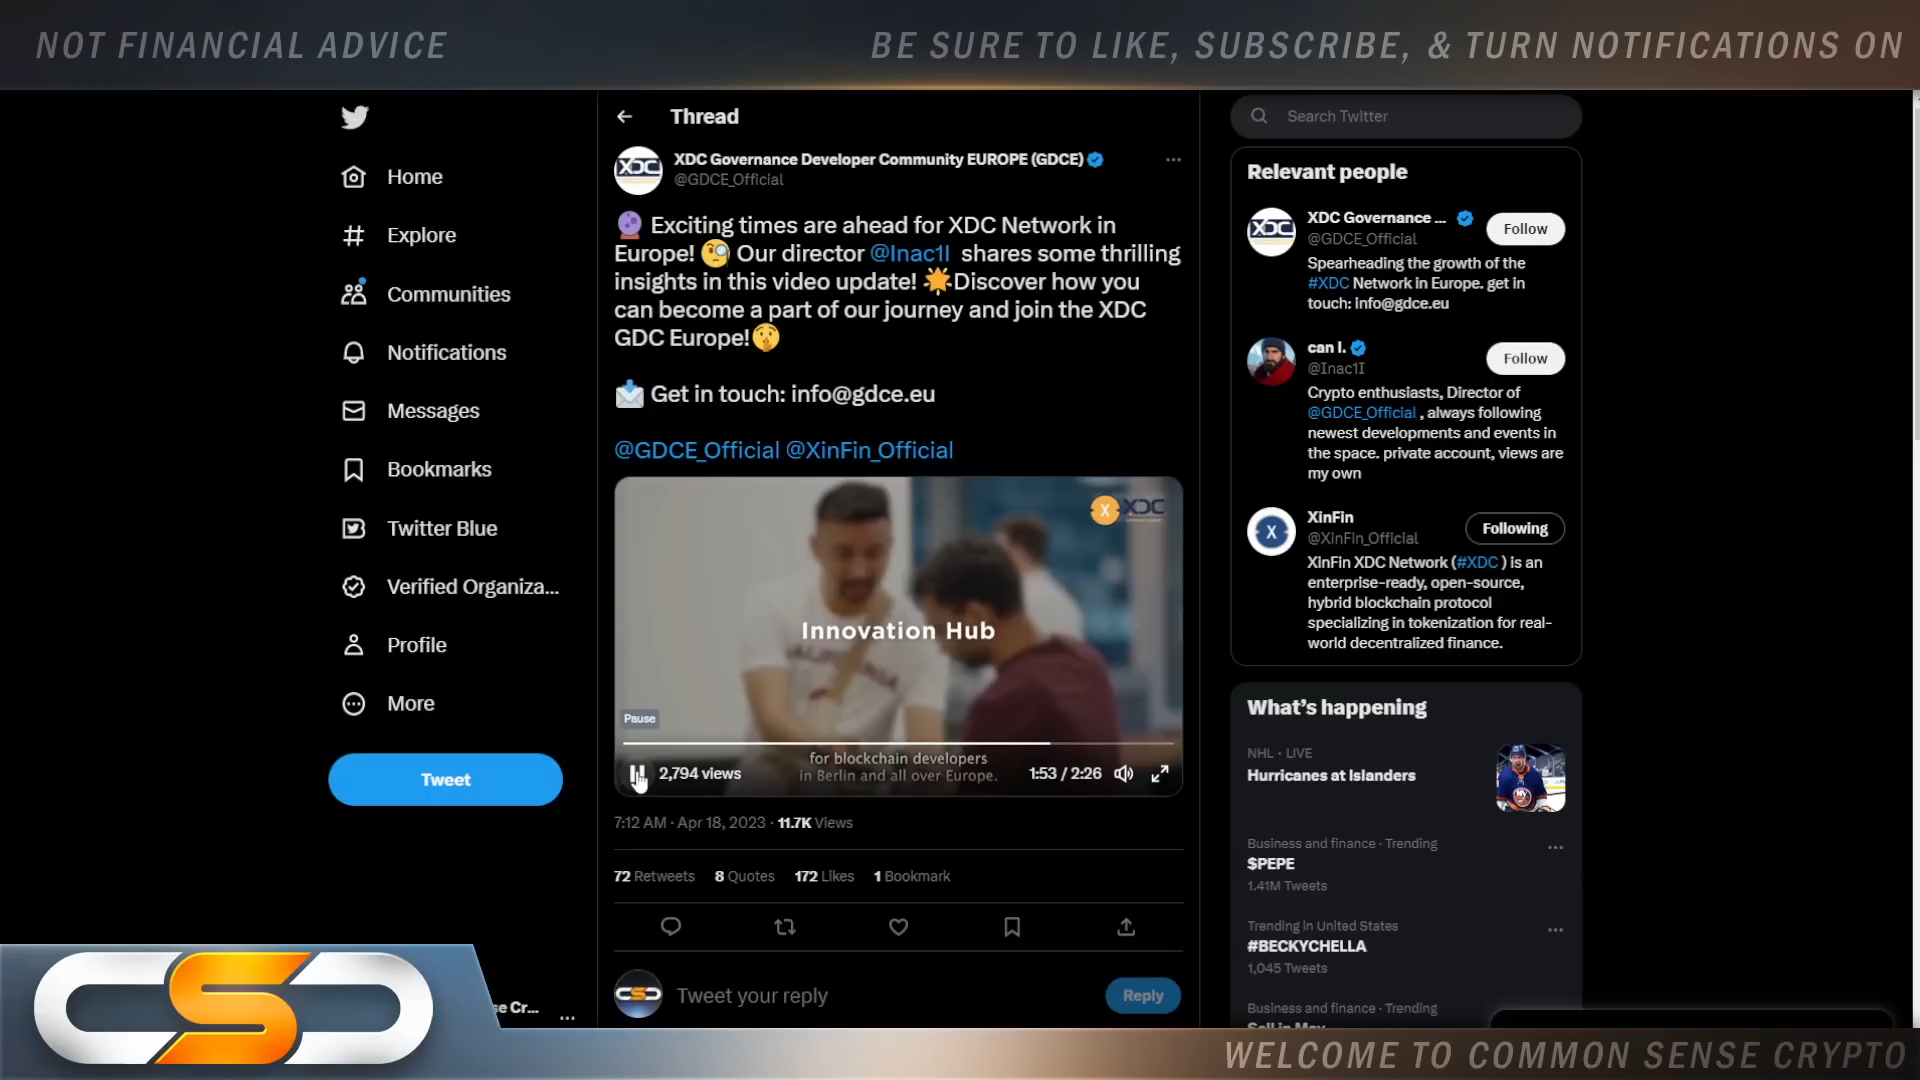 NOT FINANCIAL ADVICE
BE SURE TO LIKE, SUBSCRIBE, & TURN NOTIFICATIONS ON
Home
Explore
Communities
Notifications
Messages
Bookmarks
Twitter Blue
Verified Organiza...
Profile
More
Tweet
se Cr...
Thread
XDC
XDC Governance Developer Community EUROPE (GDCE)
@GDCE_Official
Exciting times are ahead for XDC Network in
Europe! Our director @Inac1I shares some thrilling
insights in this video update! Discover how you
can become a part of our journey and join the XDC
GDC Europe!
Get in touch: info@gdce.eu
@GDCE_Official @XinFin_Official
X XDC
Innovation Hub
Pause
for blockchain developers
in Berlin and all over Europe.
2,794 views
1:53 / 2:26
7:12 AM · Apr 18, 2023 · 11.7K Views
72 Retweets 8 Quotes 172 Likes 1 Bookmark
CSC
Tweet your reply
Reply
Search Twitter
Relevant people
XDC
XDC Governance ...
@GDCE_Official
Follow
Spearheading the growth of the
#XDC Network in Europe. get in
touch: info@gdce.eu
can I.
@Inac1I
Follow
Crypto enthusiasts, Director of
@GDCE_Official , always following
newest developments and events in
the space. private account, views are
my own
X
XinFin
@XinFin_Official
Following
XinFin XDC Network (#XDC ) is an
enterprise-ready, open-source,
hybrid blockchain protocol
specializing in tokenization for real-
world decentralized finance.
What's happening
NHL · LIVE
Hurricanes at Islanders
Business and finance · Trending
$PEPE
1.41M Tweets
Trending in United States
#BECKYCHELLA
1,045 Tweets
Business and finance · Trending
Sell in May
CSC
WELCOME TO COMMON SENSE CRYPTO